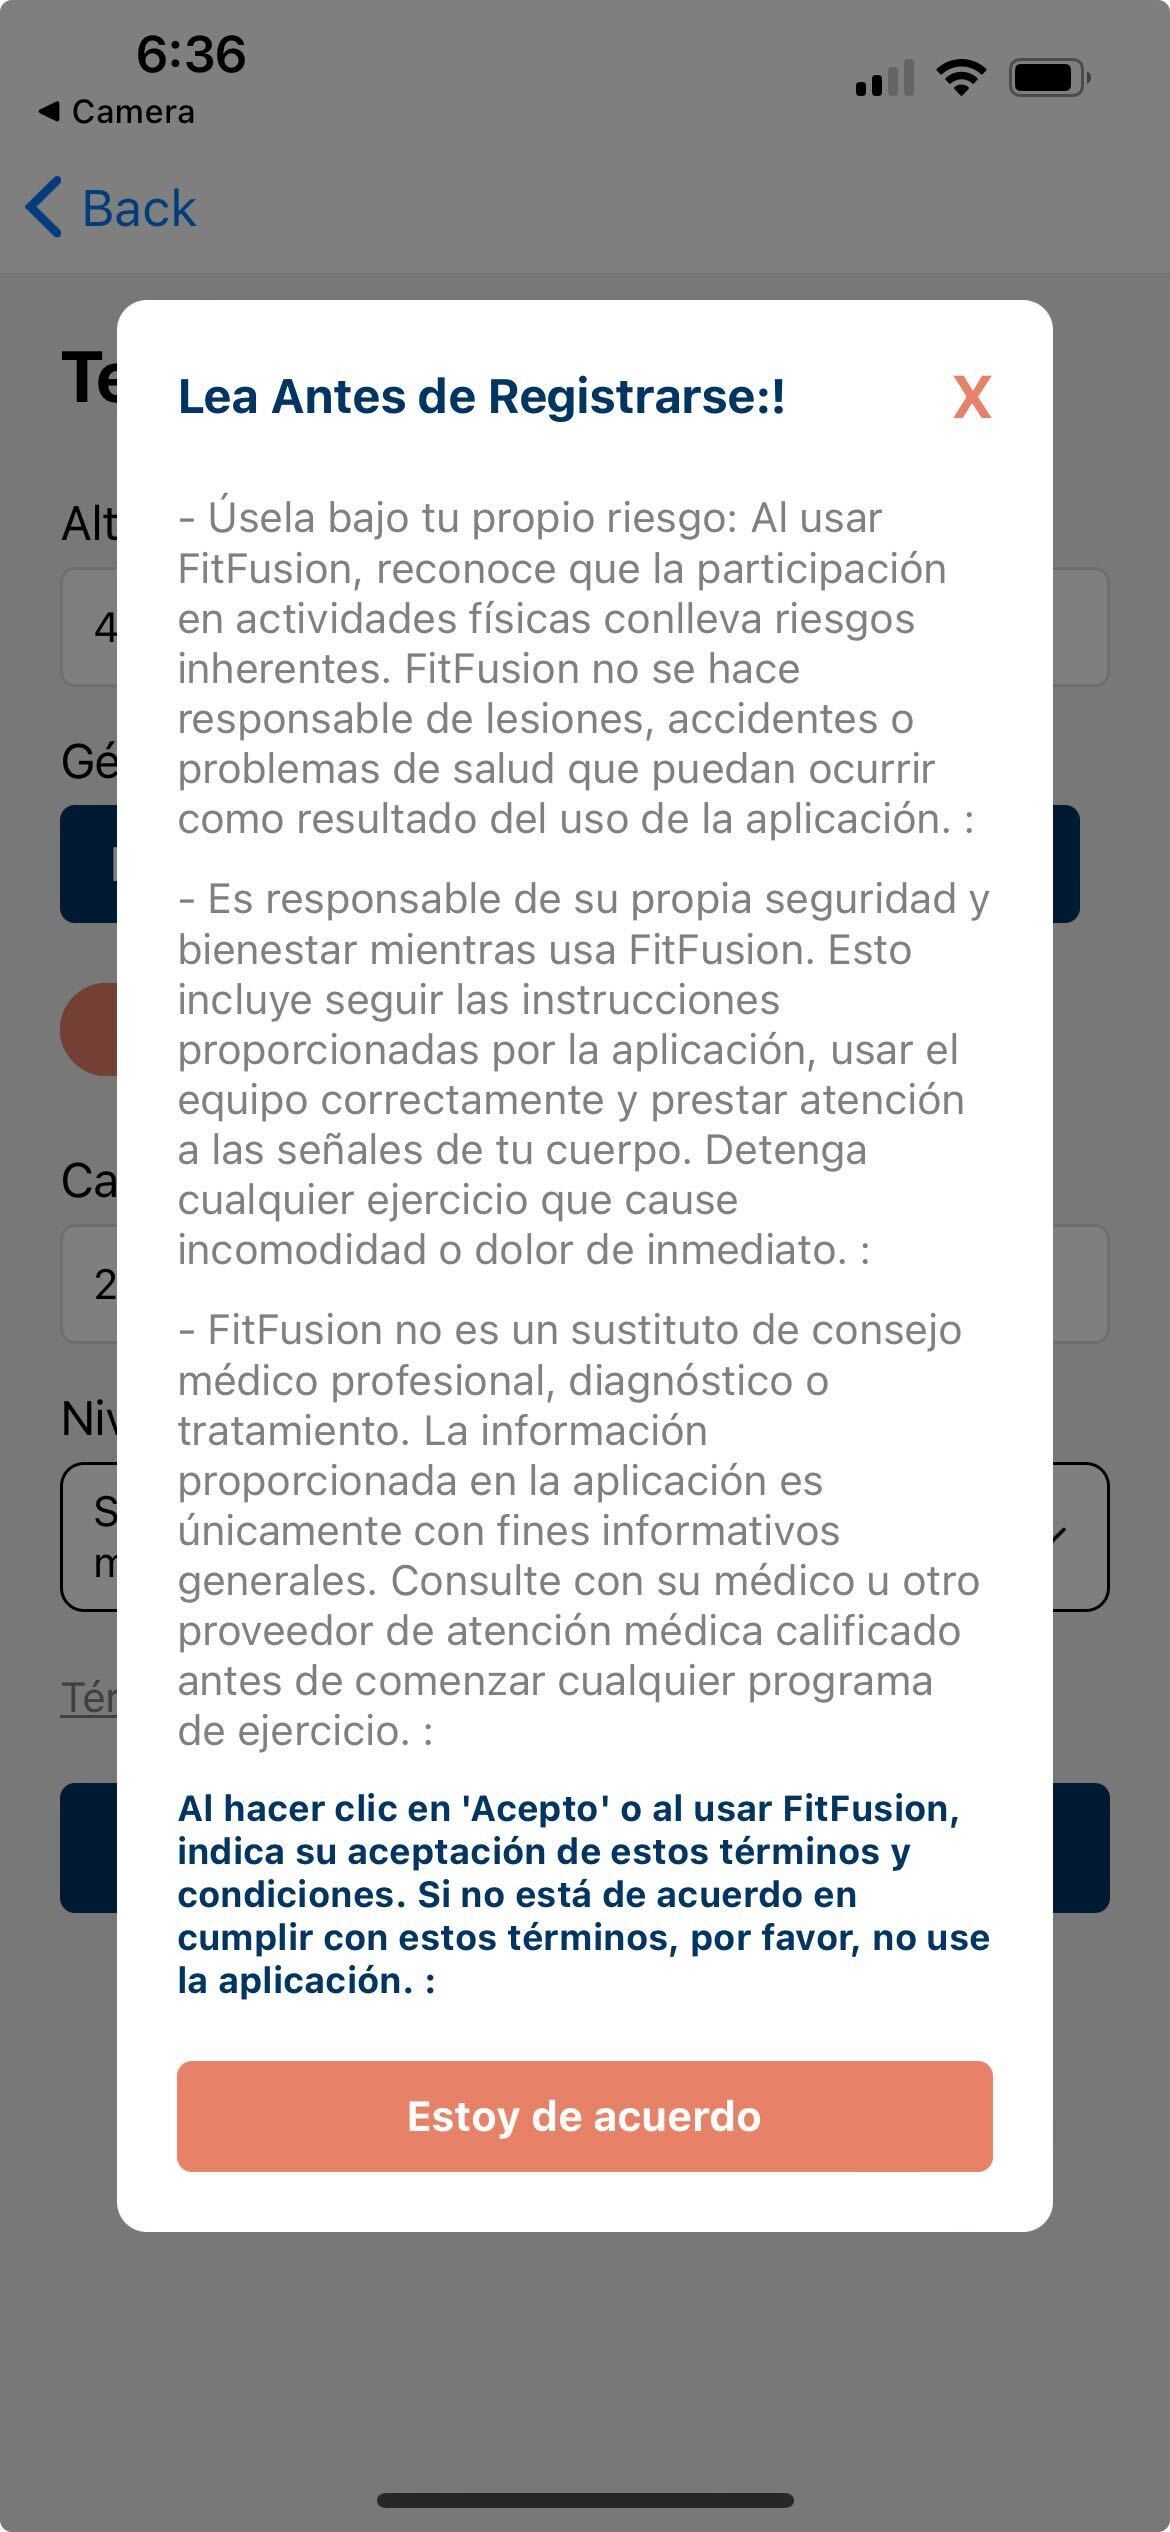 6:36
Camera
Back
Lea Antes de Registrarse:!
X
- Úsela bajo tu propio riesgo: Al usar
FitFusion, reconoce que la participación
en actividades físicas conlleva riesgos
inherentes. FitFusion no se hace
responsable de lesiones, accidentes o
problemas de salud que puedan ocurrir
como resultado del uso de la aplicación. :
- Es responsable de su propia seguridad y
bienestar mientras usa FitFusion. Esto
incluye seguir las instrucciones
proporcionadas por la aplicación, usar el
equipo correctamente y prestar atención
a las señales de tu cuerpo. Detenga
cualquier ejercicio que cause
incomodidad o dolor de inmediato. :
- FitFusion no es un sustituto de consejo
médico profesional, diagnóstico o
tratamiento. La información
proporcionada en la aplicación es
únicamente con fines informativos
generales. Consulte con su médico u otro
proveedor de atención médica calificado
antes de comenzar cualquier programa
de ejercicio. :
Al hacer clic en 'Acepto' o al usar FitFusion,
indica su aceptación de estos términos y
condiciones. Si no está de acuerdo en
cumplir con estos términos, por favor, no use
la aplicación. :
Estoy de acuerdo